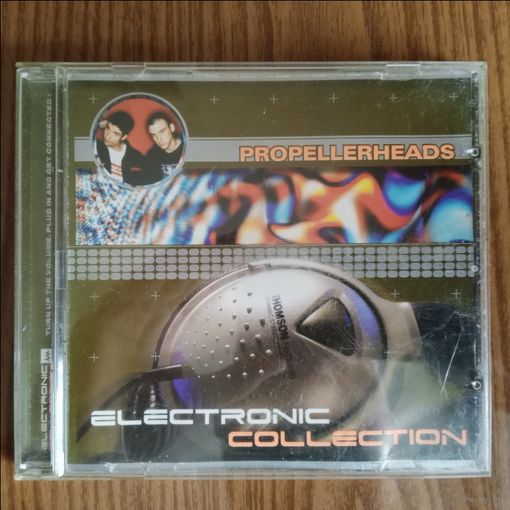 PROPELLERHEADS
TURN UP THE VOLUME, PLUG IN AND GET CONNECTED!
ELECTRONIC
THOMSON
ELECTRONIC
COLLECTION